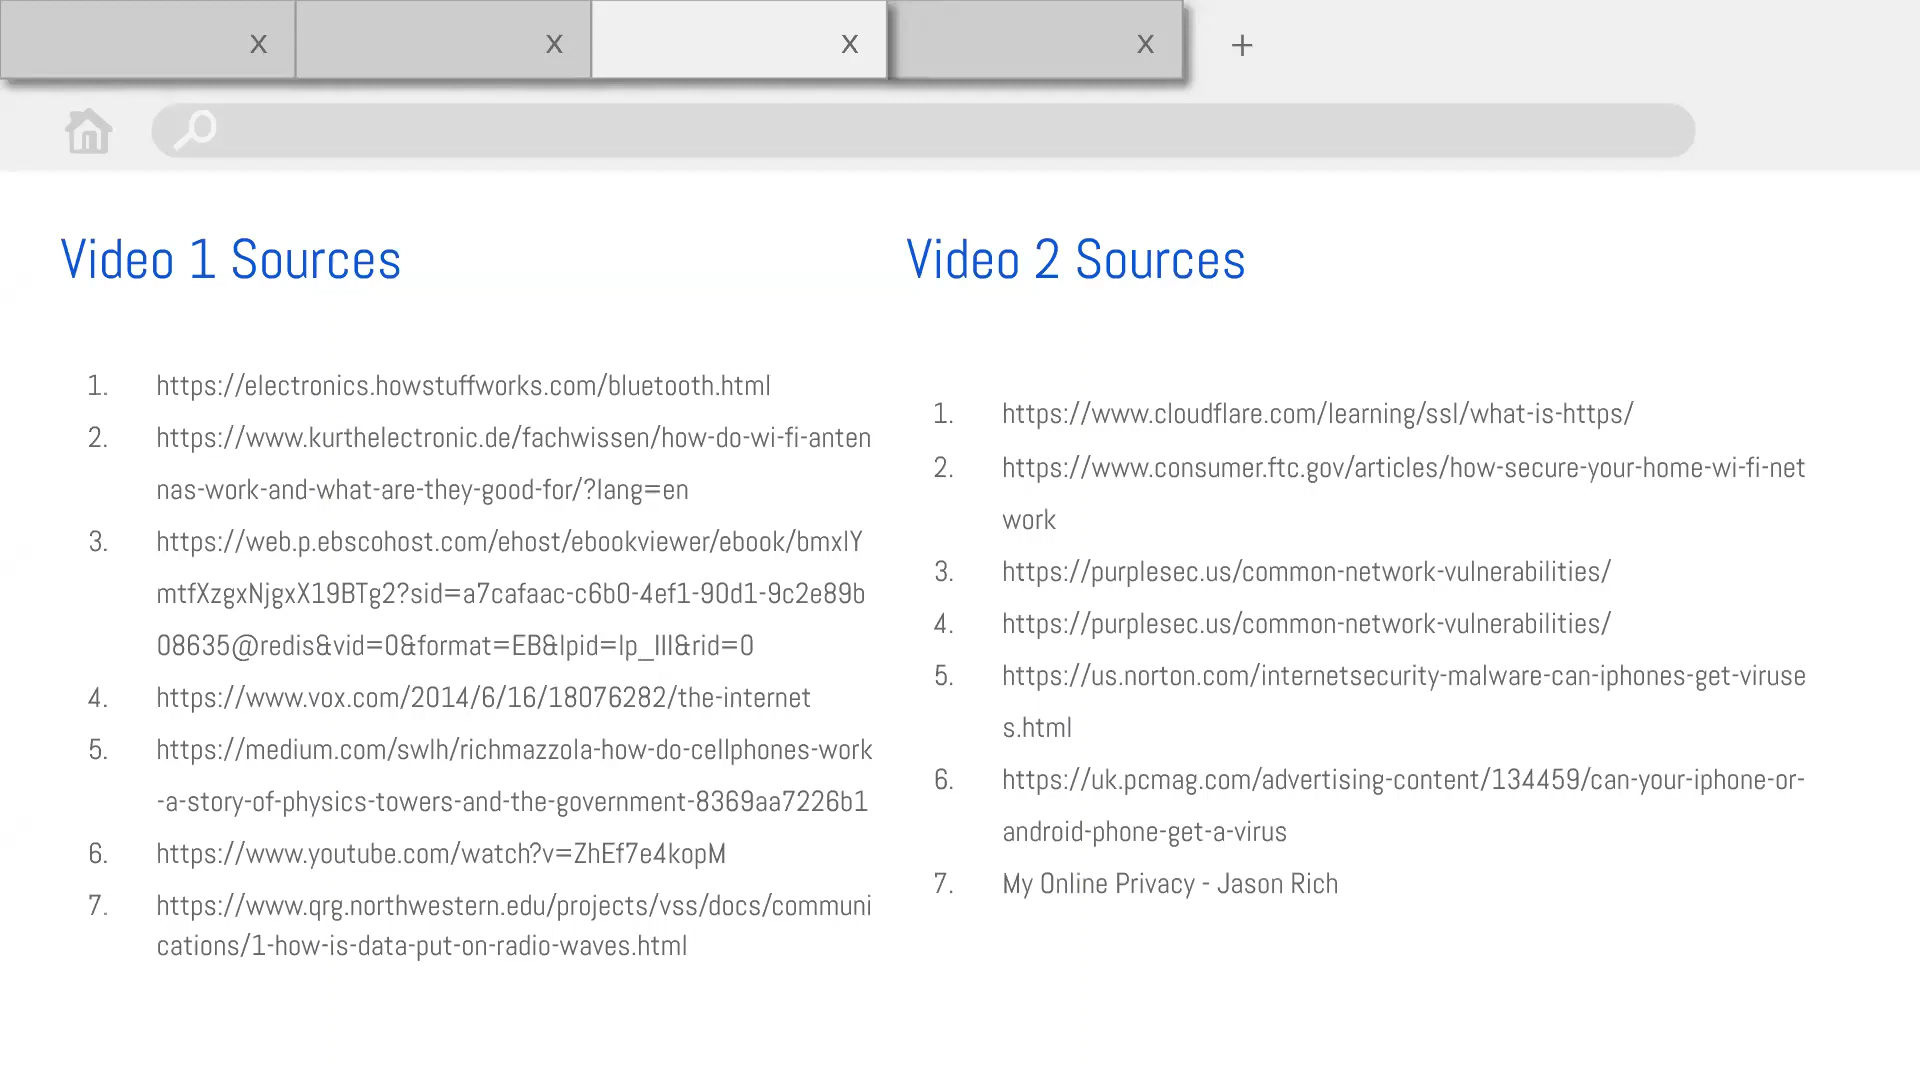 x x x x +
Video 1 Sources
1. https://electronics.howstuffworks.com/bluetooth.html
2. https://www.kurthelectronic.de/fachwissen/how-do-wi-fi-anten
nas-work-and-what-are-they-good-for/?lang=en
3. https://web.p.ebscohost.com/ehost/ebookviewer/ebook/bmxlY
mtfXzgxNjgxX19BTg2?sid=a7cafaac-c6b0-4ef1-90d1-9c2e89b
08635@redis&vid=0&format=EB&lpid=lp_III&rid=0
4. https://www.vox.com/2014/6/16/18076282/the-internet
5. https://medium.com/swlh/richmazzola-how-do-cellphones-work
-a-story-of-physics-towers-and-the-government-8369aa7226b1
6. https://www.youtube.com/watch?v=ZhEf7e4kopM
7. https://www.qrg.northwestern.edu/projects/vss/docs/communi
cations/1-how-is-data-put-on-radio-waves.html
Video 2 Sources
1. https://www.cloudflare.com/learning/ssl/what-is-https/
2. https://www.consumer.ftc.gov/articles/how-secure-your-home-wi-fi-net
work
3. https://purplesec.us/common-network-vulnerabilities/
4. https://purplesec.us/common-network-vulnerabilities/
5. https://us.norton.com/internetsecurity-malware-can-iphones-get-viruse
s.html
6. https://uk.pcmag.com/advertising-content/134459/can-your-iphone-or-
android-phone-get-a-virus
7. My Online Privacy - Jason Rich